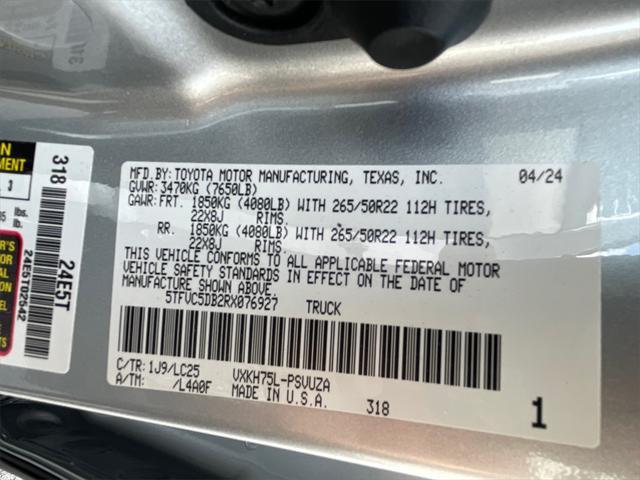 MFD.BY:TOYOTA MOTOR MANUFACTURING, TEXAS, INC. 04/24
GVWR: 3470KG (7650LB)
GAWR: FRT. 1850KG (4080LB) WITH 265/50R22 112H TIRES,
22X8J RIMS.
RR. 1850KG (4080LB) WITH 265/50R22 112H TIRES,
22X8J RIMS.
THIS VEHICLE CONFORMS TO ALL APPLICABLE FEDERAL MOTOR
VEHICLE SAFETY STANDARDS IN EFFECT ON THE DATE OF
MANUFACTURE SHOWN ABOVE.
5TFVC5DB2RX076927 TRUCK
C/TR: 1J9/LC25 VXKH75L-PSVUZA
A/TM: /L4A0F MADE IN U.S.A. 318
1
318
24E5T
24E5T02542
lbs.
lb.
3